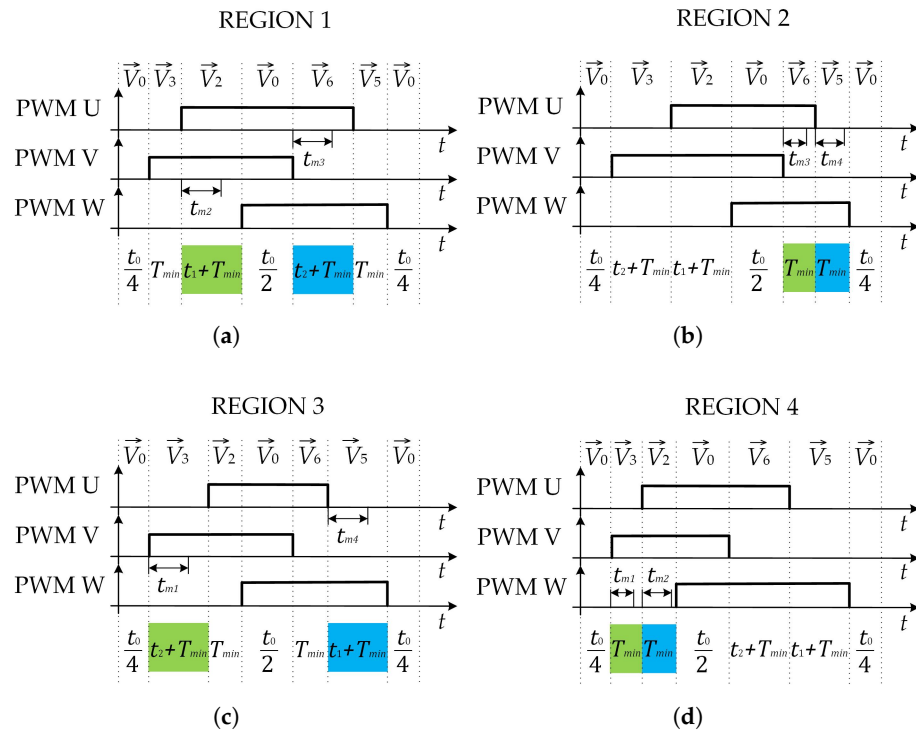 REGION 1
V₀ V₃ V₂ V₀ V₆ V₅ V₀
PWM U
t
tₘ₃
PWM V
t
tₘ₂
PWM W
t
t₀/4 Tₘᵢₙ t₁+Tₘᵢₙ t₀/2 t₂+Tₘᵢₙ Tₘᵢₙ t₀/4
(a)
REGION 2
V₀ V₃ V₂ V₀ V₆ V₅ V₀
PWM U
t
tₘ₃ tₘ₄
PWM V
t
PWM W
t
t₀/4 t₂+Tₘᵢₙ t₁+Tₘᵢₙ t₀/2 Tₘᵢₙ Tₘᵢₙ t₀/4
(b)
REGION 3
V₀ V₃ V₂ V₀ V₆ V₅ V₀
PWM U
t
tₘ₄
PWM V
t
tₘ₁
PWM W
t
t₀/4 t₂+Tₘᵢₙ Tₘᵢₙ t₀/2 Tₘᵢₙ t₁+Tₘᵢₙ t₀/4
(c)
REGION 4
V₀ V₃ V₂ V₀ V₆ V₅ V₀
PWM U
t
PWM V
t
tₘ₁ tₘ₂
PWM W
t
t₀/4 Tₘᵢₙ Tₘᵢₙ t₀/2 t₂+Tₘᵢₙ t₁+Tₘᵢₙ t₀/4
(d)